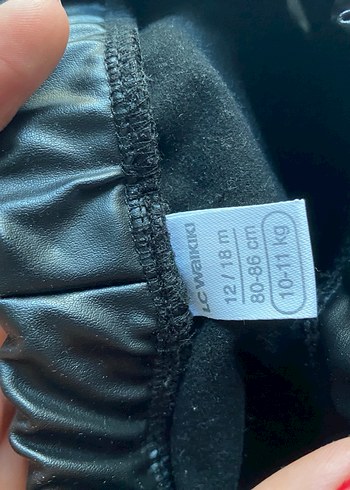 LC WAIKIKI
12 / 18 m
80-86 cm
10-11 kg